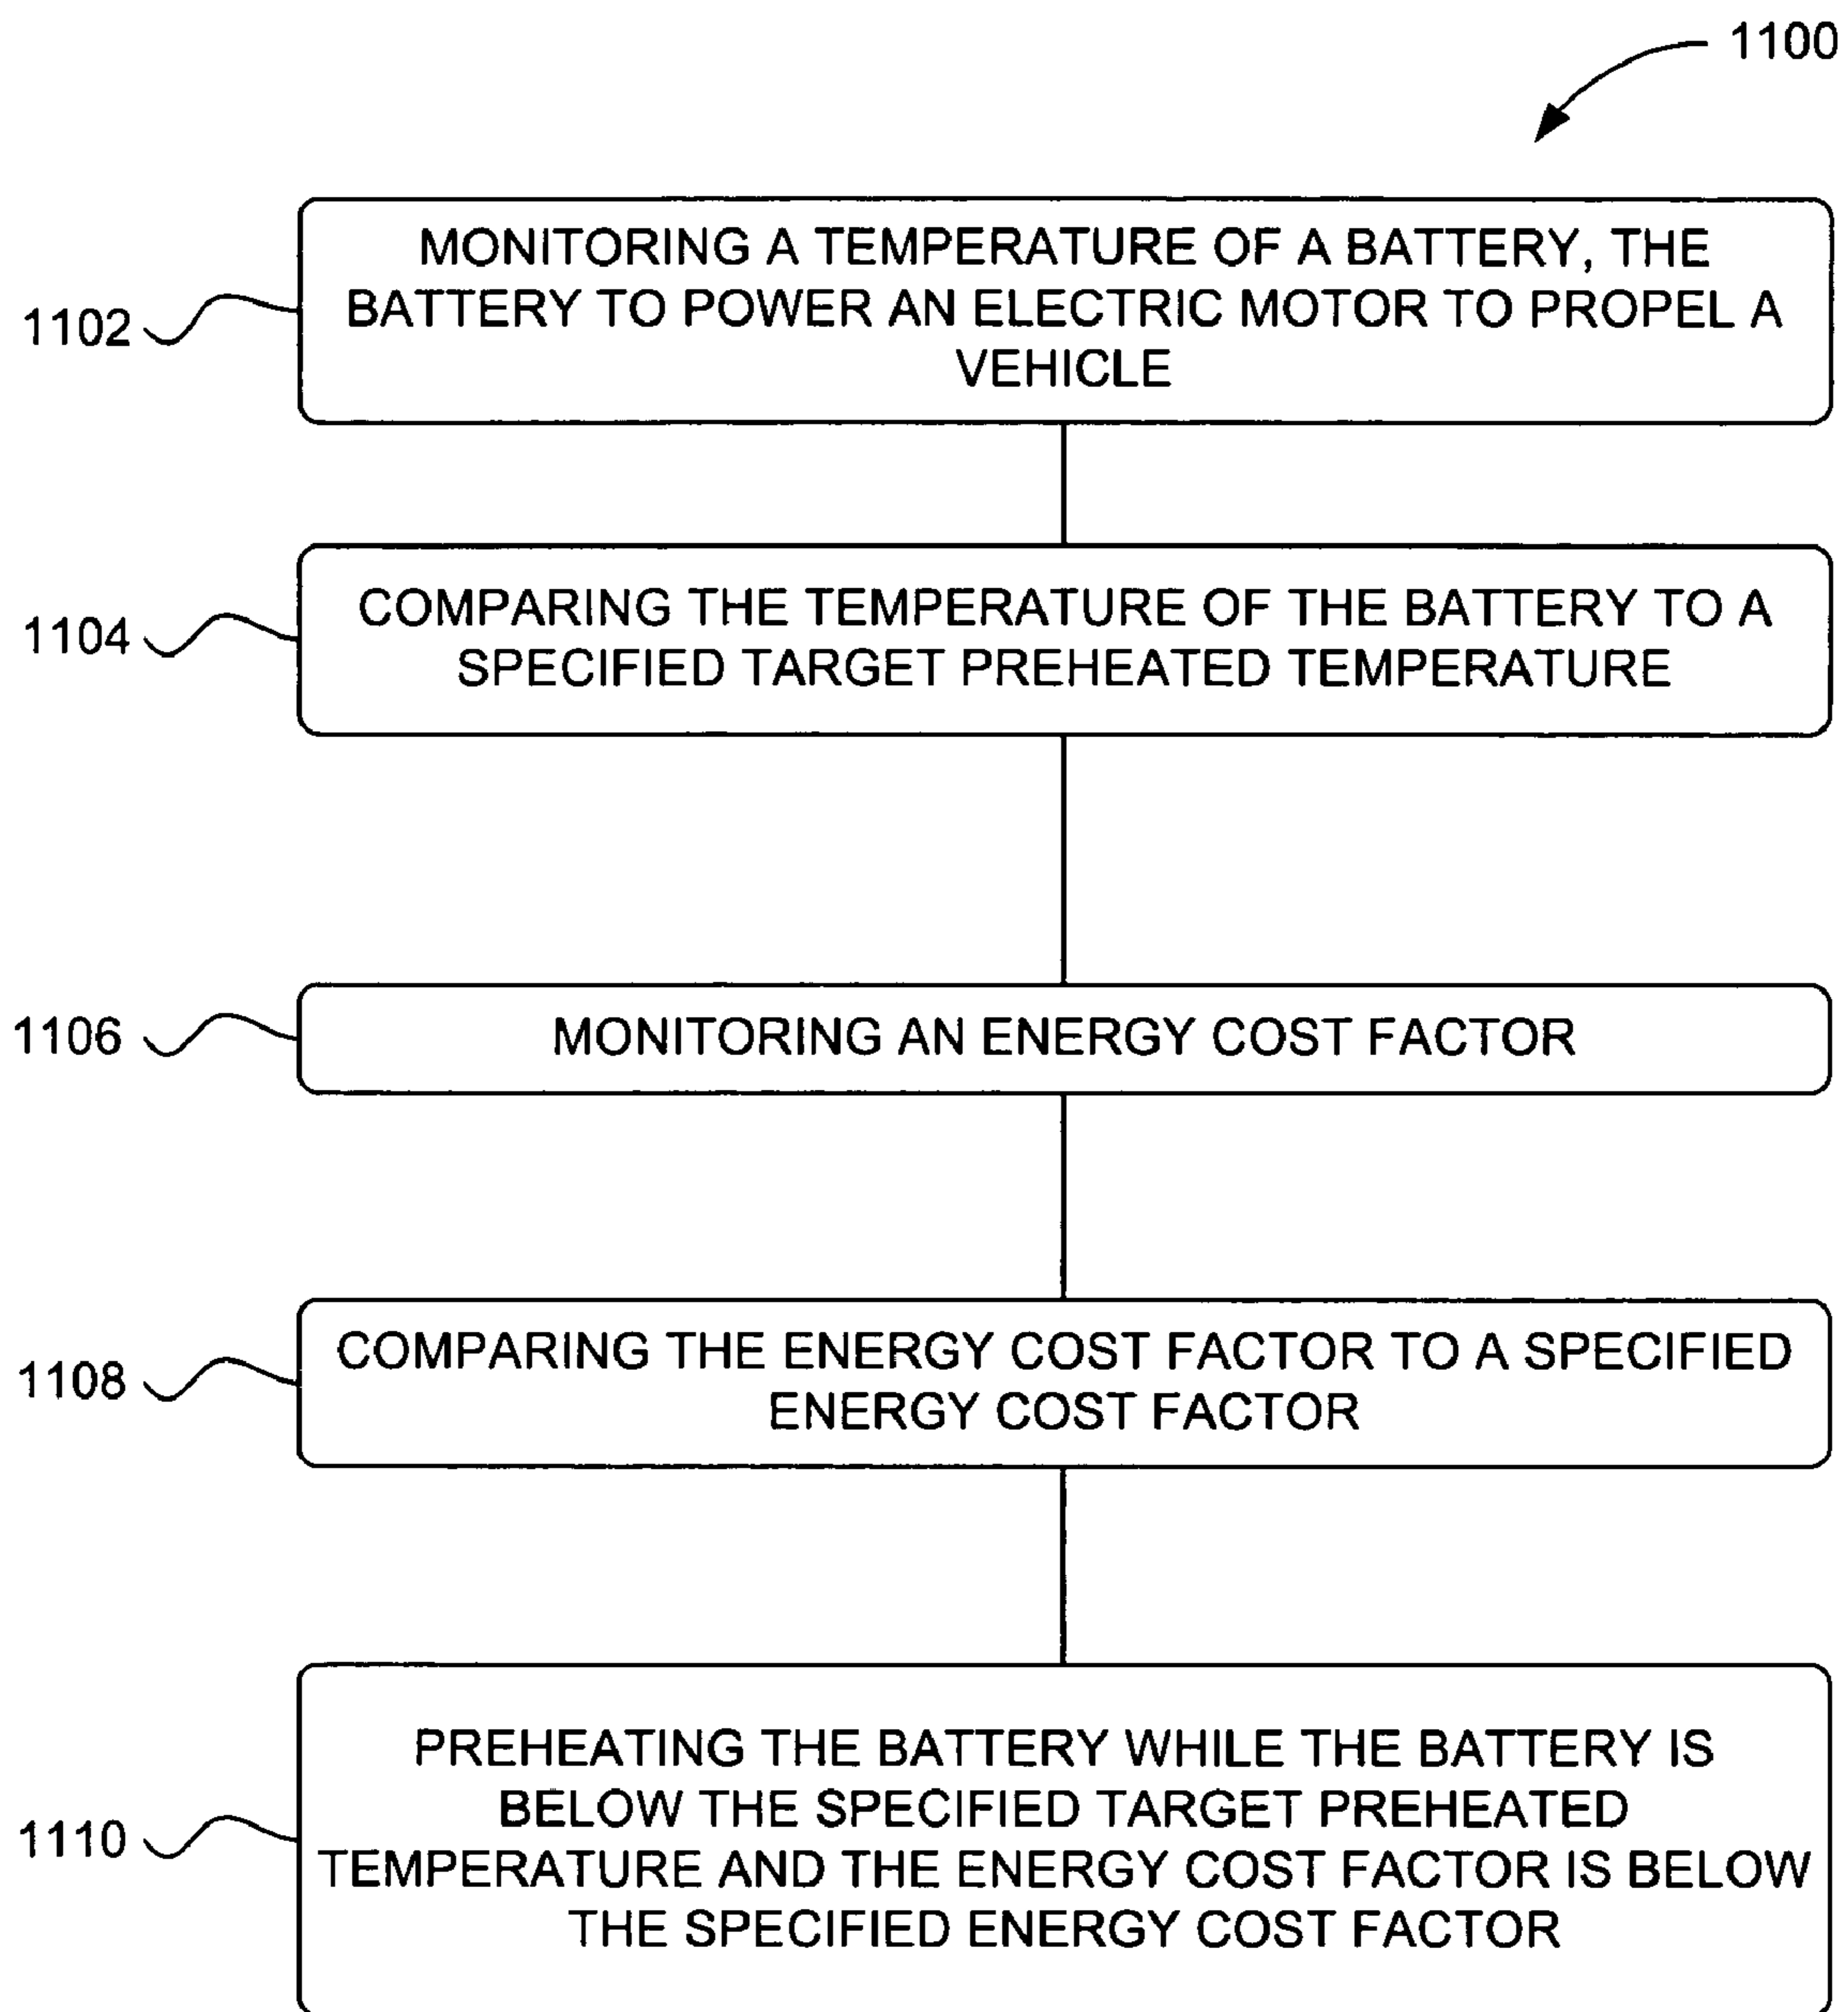 1100
1102
MONITORING A TEMPERATURE OF A BATTERY, THE
BATTERY TO POWER AN ELECTRIC MOTOR TO PROPEL A
VEHICLE
1104
COMPARING THE TEMPERATURE OF THE BATTERY TO A
SPECIFIED TARGET PREHEATED TEMPERATURE
1106
MONITORING AN ENERGY COST FACTOR
1108
COMPARING THE ENERGY COST FACTOR TO A SPECIFIED
ENERGY COST FACTOR
1110
PREHEATING THE BATTERY WHILE THE BATTERY IS
BELOW THE SPECIFIED TARGET PREHEATED
TEMPERATURE AND THE ENERGY COST FACTOR IS BELOW
THE SPECIFIED ENERGY COST FACTOR